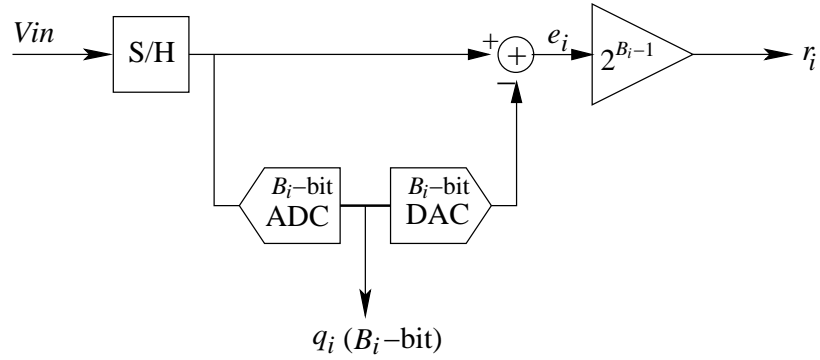 Vin
S/H
+
+
−
e_i
2^{B_i−1}
r_i
B_i−bit
ADC
B_i−bit
DAC
q_i (B_i−bit)